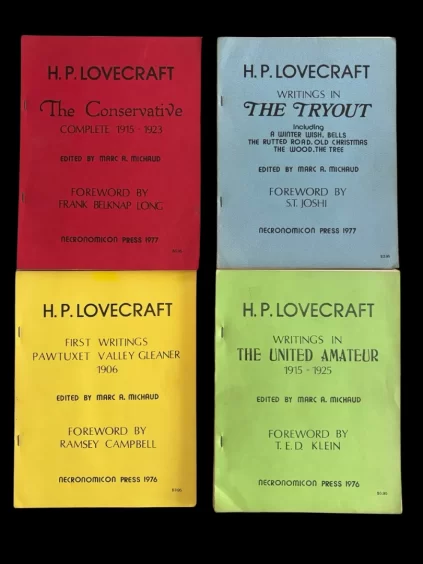 H. P. LOVECRAFT
The Conservative
COMPLETE 1915 - 1923
EDITED BY MARC A. MICHAUD
FOREWORD BY
FRANK BELKNAP LONG
NECRONOMICON PRESS 1977
H. P. LOVECRAFT
WRITINGS IN
THE TRYOUT
including
A WINTER WISH, BELLS
THE RUTTED ROAD, OLD CHRISTMAS
THE WOOD, THE TREE
EDITED BY MARC A. MICHAUD
FOREWORD BY
S.T. JOSHI
NECRONOMICON PRESS 1977
H. P. LOVECRAFT
FIRST WRITINGS
PAWTUXET VALLEY GLEANER
1906
EDITED BY MARC A. MICHAUD
FOREWORD BY
RAMSEY CAMPBELL
NECRONOMICON PRESS 1976
H. P. LOVECRAFT
WRITINGS IN
THE UNITED AMATEUR
1915 - 1925
EDITED BY MARC A. MICHAUD
FOREWORD BY
T. E. D. KLEIN
NECRONOMICON PRESS 1976